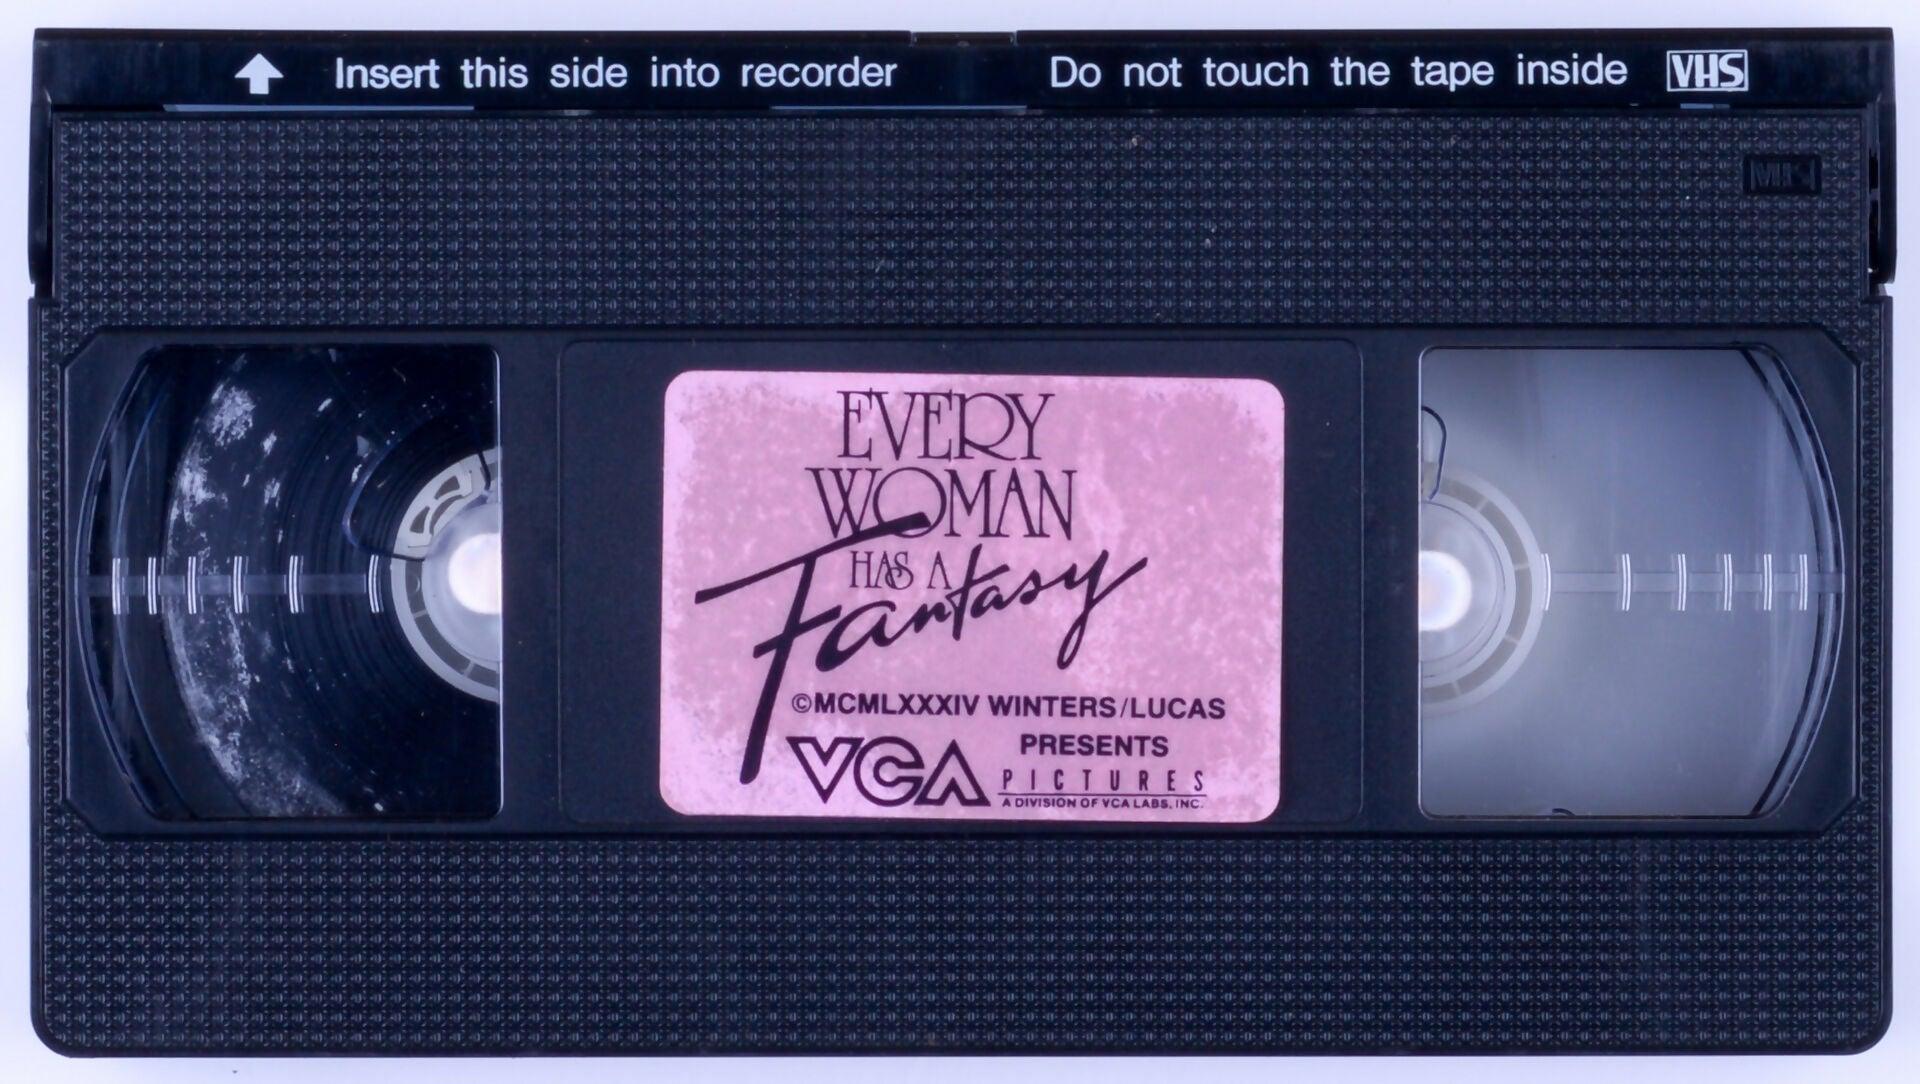 Insert this side into recorder Do not touch the tape inside VHS
VHS
EVERY
WOMAN
HAS A
Fantasy
©MCMLXXXIV WINTERS/LUCAS
PRESENTS
VCA PICTURES
A DIVISION OF VCA LABS, INC.